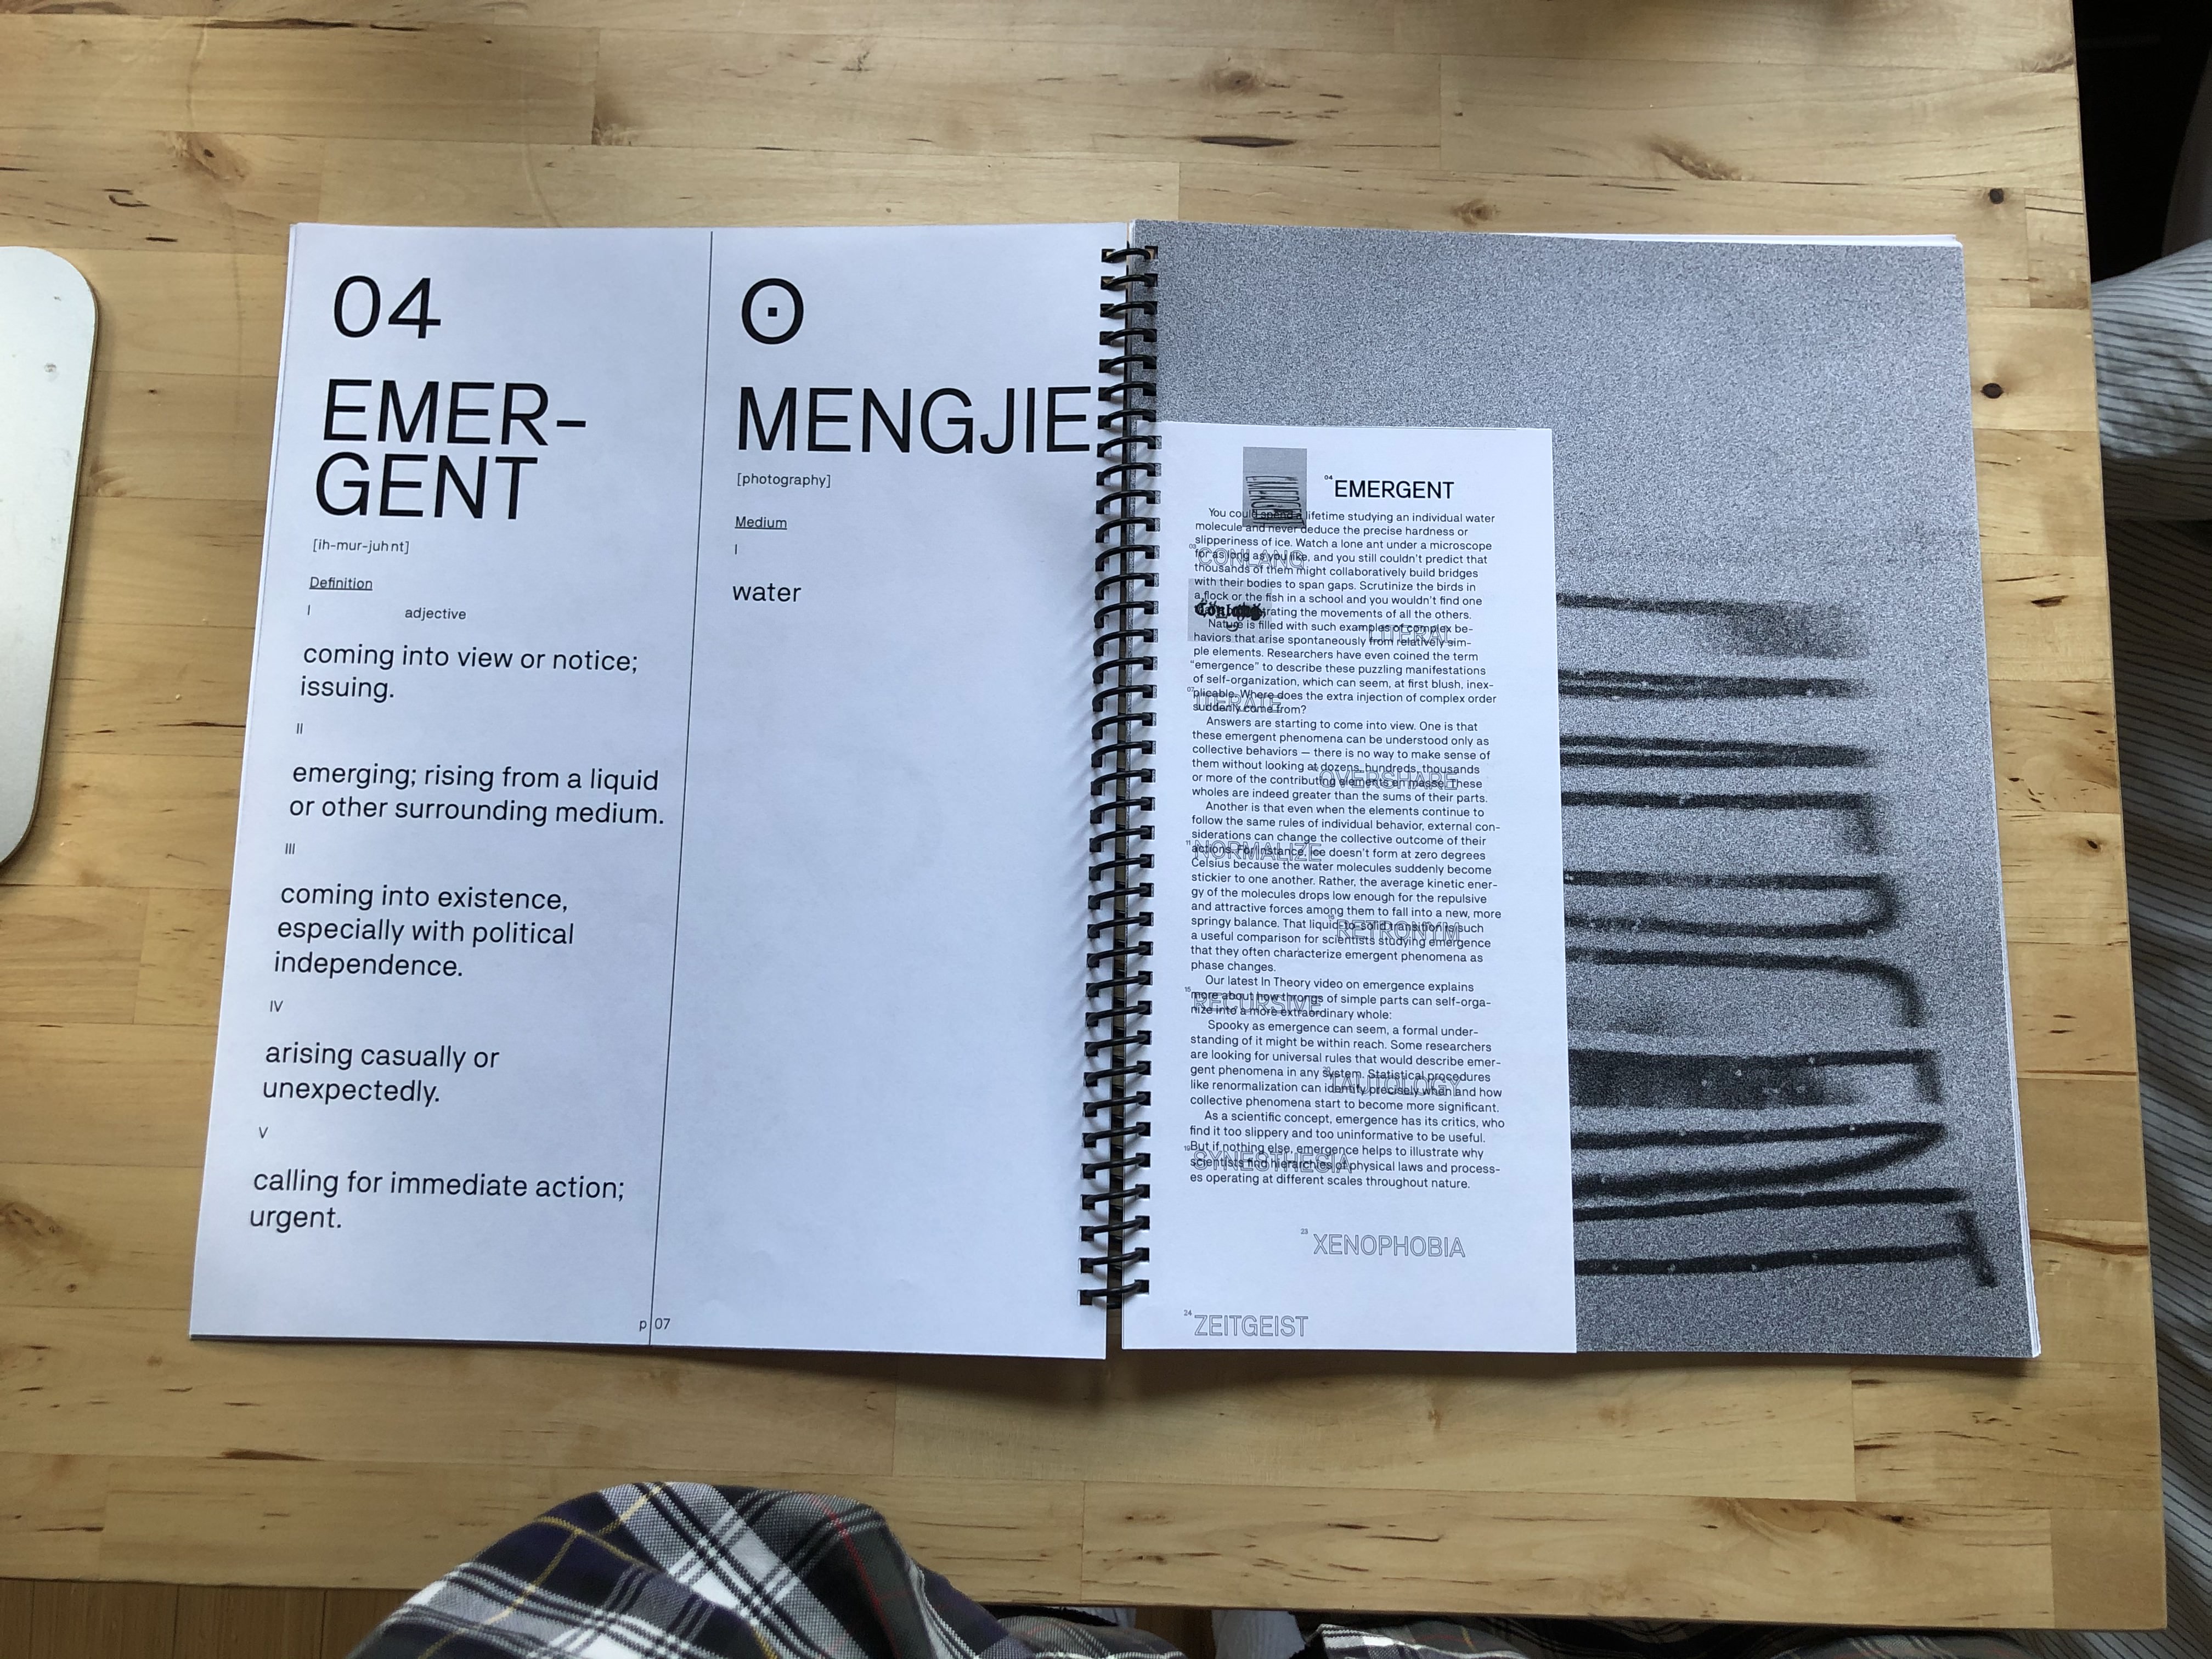 04
EMER-
GENT
[ih-mur-juhnt]
Definition
I
adjective
coming into view or notice;
issuing.
II
emerging; rising from a liquid
or other surrounding medium.
III
coming into existence,
especially with political
independence.
IV
arising casually or
unexpectedly.
V
calling for immediate action;
urgent.
p 07
⊙
MENGJIE
[photography]
Medium
I
water
04
EMERGENT
You could spend a lifetime studying an individual water
molecule and never deduce the precise hardness or
slipperiness of ice. Watch a lone ant under a microscope
for as long as you like, and you still couldn't predict that
thousands of them might collaboratively build bridges
with their bodies to span gaps. Scrutinize the birds in
a flock or the fish in a school and you wouldn't find one
rating the movements of all the others.
Nature is filled with such examples of complex be-
haviors that arise spontaneously from relatively sim-
ple elements. Researchers have even coined the term
"emergence" to describe these puzzling manifestations
of self-organization, which can seem, at first blush, inex-
plicable. Where does the extra injection of complex order
suddenly come from?
Answers are starting to come into view. One is that
these emergent phenomena can be understood only as
collective behaviors — there is no way to make sense of
them without looking at dozens, hundreds, thousands
or more of the contributing elements en masse. These
wholes are indeed greater than the sums of their parts.
Another is that even when the elements continue to
follow the same rules of individual behavior, external con-
siderations can change the collective outcome of their
actions. For instance, ice doesn't form at zero degrees
Celsius because the water molecules suddenly become
stickier to one another. Rather, the average kinetic ener-
gy of the molecules drops low enough for the repulsive
and attractive forces among them to fall into a new, more
springy balance. That liquid-to-solid transition is such
a useful comparison for scientists studying emergence
that they often characterize emergent phenomena as
phase changes.
Our latest In Theory video on emergence explains
more about how throngs of simple parts can self-orga-
nize into a more extraordinary whole:
Spooky as emergence can seem, a formal under-
standing of it might be within reach. Some researchers
are looking for universal rules that would describe emer-
gent phenomena in any system. Statistical procedures
like renormalization can identify precisely when and how
collective phenomena start to become more significant.
As a scientific concept, emergence has its critics, who
find it too slippery and too uninformative to be useful.
But if nothing else, emergence helps to illustrate why
scientists find hierarchies of physical laws and process-
es operating at different scales throughout nature.
23
XENOPHOBIA
24
ZEITGEIST